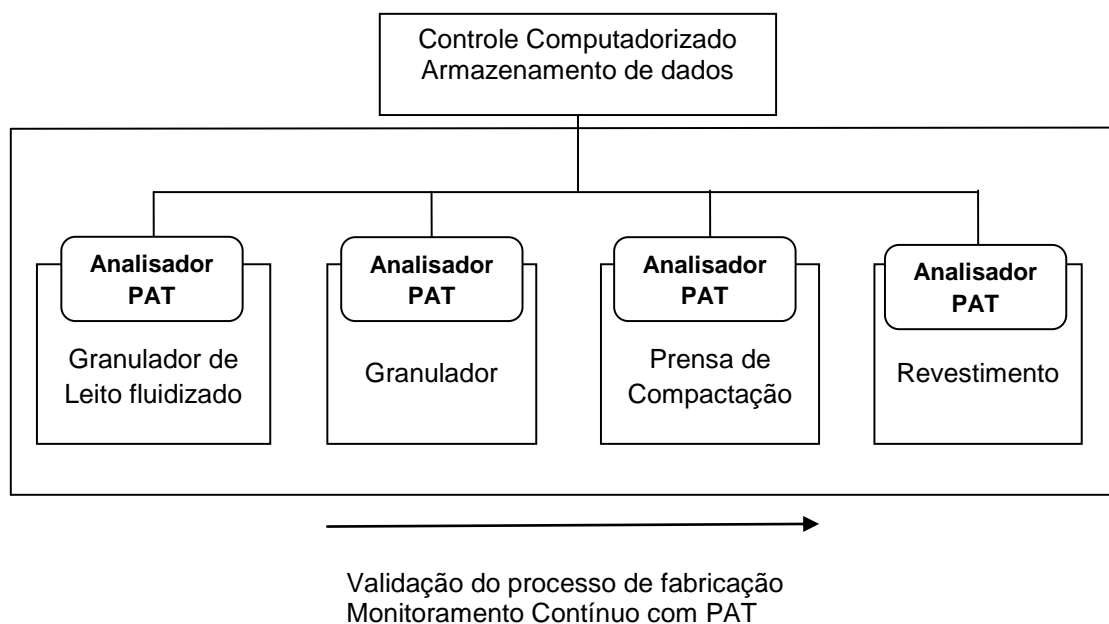 Controle Computadorizado
Armazenamento de dados
Analisador
PAT
Granulador de
Leito fluidizado
Analisador
PAT
Granulador
Analisador
PAT
Prensa de
Compactação
Analisador
PAT
Revestimento
Validação do processo de fabricação
Monitoramento Contínuo com PAT